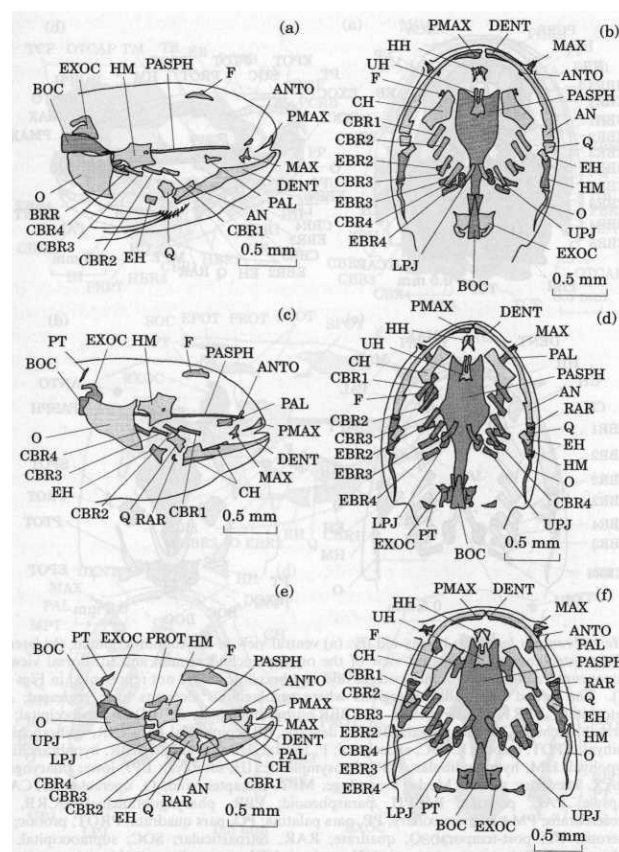 (a)
EXOC HM PASPH
F
BOC
ANTO
PMAX
MAX
DENT
PAL
AN
CBR1
O
BRR
CBR4
CBR3
CBR2
EH
Q
0.5 mm
(b)
PMAX DENT
HH
MAX
UH
ANTO
F
PASPH
CH
AN
CBR1
Q
CBR2
EH
EBR2
HM
CBR3
O
EBR3
UPJ
CBR4
EXOC
EBR4
LPJ
BOC
0.5 mm
(c)
PT EXOC HM F
PASPH
BOC
ANTO
PAL
PMAX
DENT
MAX
CH
O
CBR4
CBR3
EH
CBR2
Q RAR
CBR1
0.5 mm
(d)
PMAX
DENT
HH
MAX
UH
PAL
CH
PASPH
CBR1
AN
F
RAR
CBR2
Q
CBR3
EH
EBR2
HM
EBR3
O
EBR4
CBR4
LPJ
UPJ
EXOC
PT
BOC
0.5 mm
(e)
PT EXOC PROT HM
F
BOC
PASPH
ANTO
PMAX
MAX
DENT
PAL
CH
CBR1
AN
RAR
O
UPJ
LPJ
CBR4
EBR3
CBR2
EH
Q
0.5 mm
(f)
PMAX DENT
HH
MAX
UH
ANTO
F
PAL
CH
PASPH
CBR1
RAR
CBR2
Q
CBR3
EH
EBR2
HM
CBR4
O
EBR3
EBR4
LPJ
PT
UPJ
BOC EXOC
0.5 mm